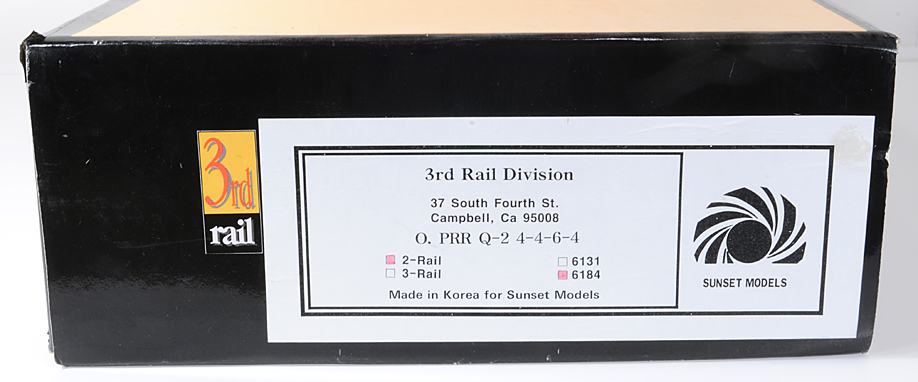 3rd
rail
3rd Rail Division
37 South Fourth St.
Campbell, Ca 95008
O. PRR Q-2 4-4-6-4
2-Rail 6131
3-Rail 6184
Made in Korea for Sunset Models
SUNSET MODELS